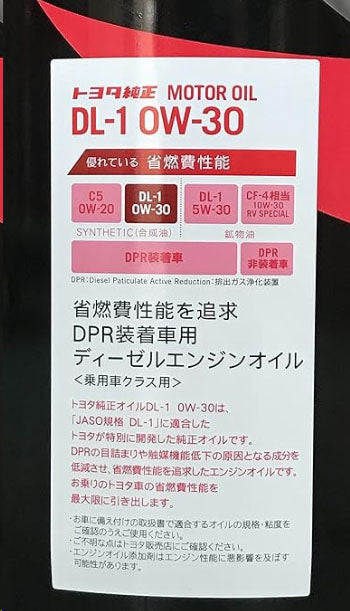 トヨタ純正 MOTOR OIL
DL-1 0W-30
優れている 省燃費性能
C5 0W-20
DL-1 0W-30
DL-1 5W-30
CF-4相当 10W-30 RV SPECIAL
SYNTHETIC(合成油)
鉱物油
DPR装着車
DPR 非装着車
DPR:Diesel Paticulate Active Reduction:排出ガス浄化装置
省燃費性能を追求
DPR装着車用
ディーゼルエンジンオイル
<乗用車クラス用>
トヨタ純正オイルDL-1 0W-30は、
「JASO規格 DL-1」に適合した
トヨタが特別に開発した純正オイルです。
DPRの目詰まりや触媒機能低下の原因となる成分を
低減させ、省燃費性能を追求したエンジンオイルです。
お乗りのトヨタ車の省燃費性能を
最大限に引き出します。
・お車に備え付けの取扱書で適合するオイルの規格・粘度を
ご確認のうえご使用ください。
・ご不明な点はトヨタ販売店にご確認ください。
・エンジンオイル添加剤はエンジン性能に悪影響を及ぼす
可能性があります。